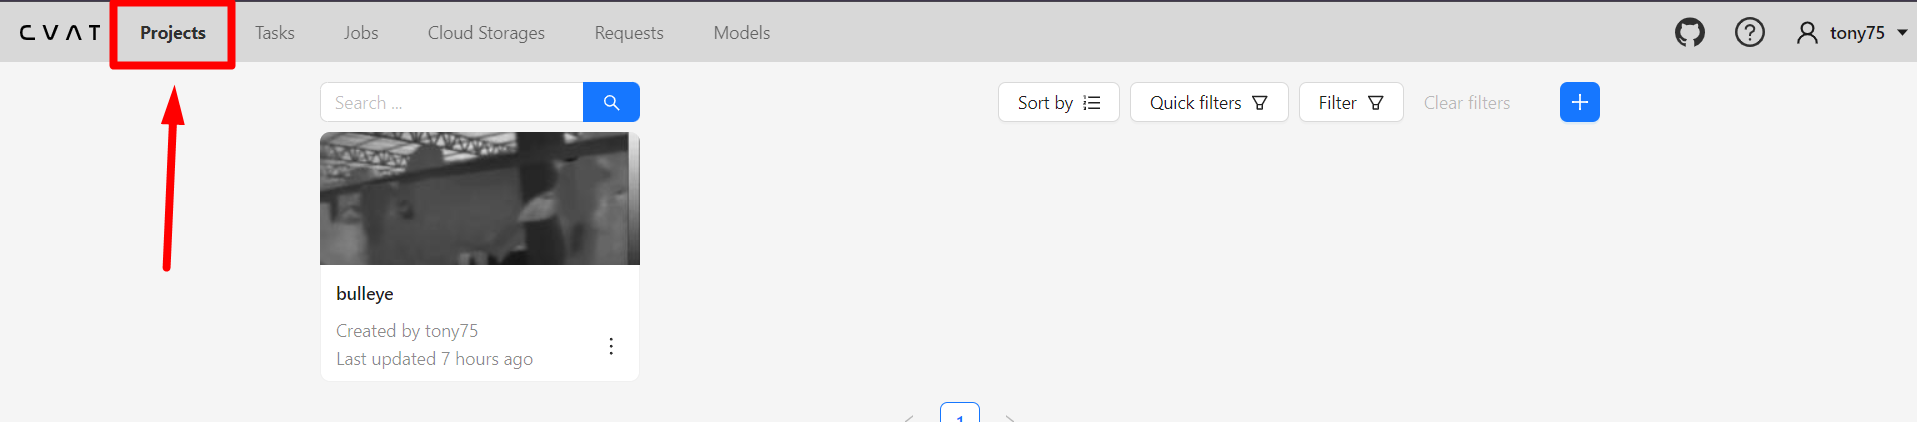 CVAT Projects Tasks Jobs Cloud Storages Requests Models tony75
Search ... Sort by Quick filters Filter Clear filters
bulleye
Created by tony75
Last updated 7 hours ago
1